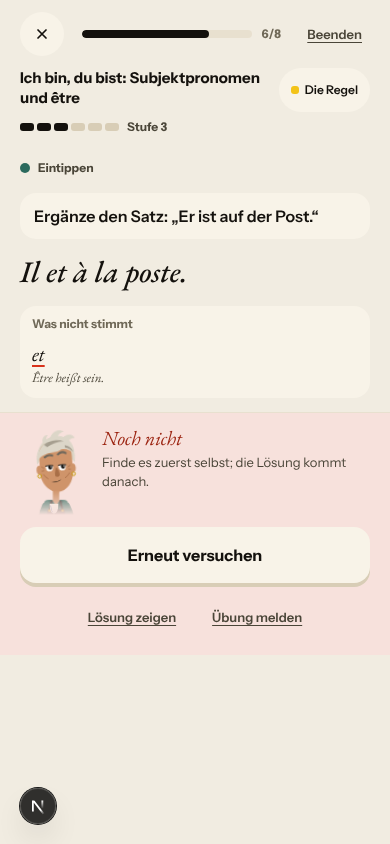 6/8
Beenden
Ich bin, du bist: Subjektpronomen
und être
Die Regel
Stufe 3
Eintippen
Ergänze den Satz: „Er ist auf der Post.“
Il et à la poste.
Was nicht stimmt
et
Être heißt sein.
Noch nicht
Finde es zuerst selbst; die Lösung kommt
danach.
Erneut versuchen
Lösung zeigen
Übung melden
N